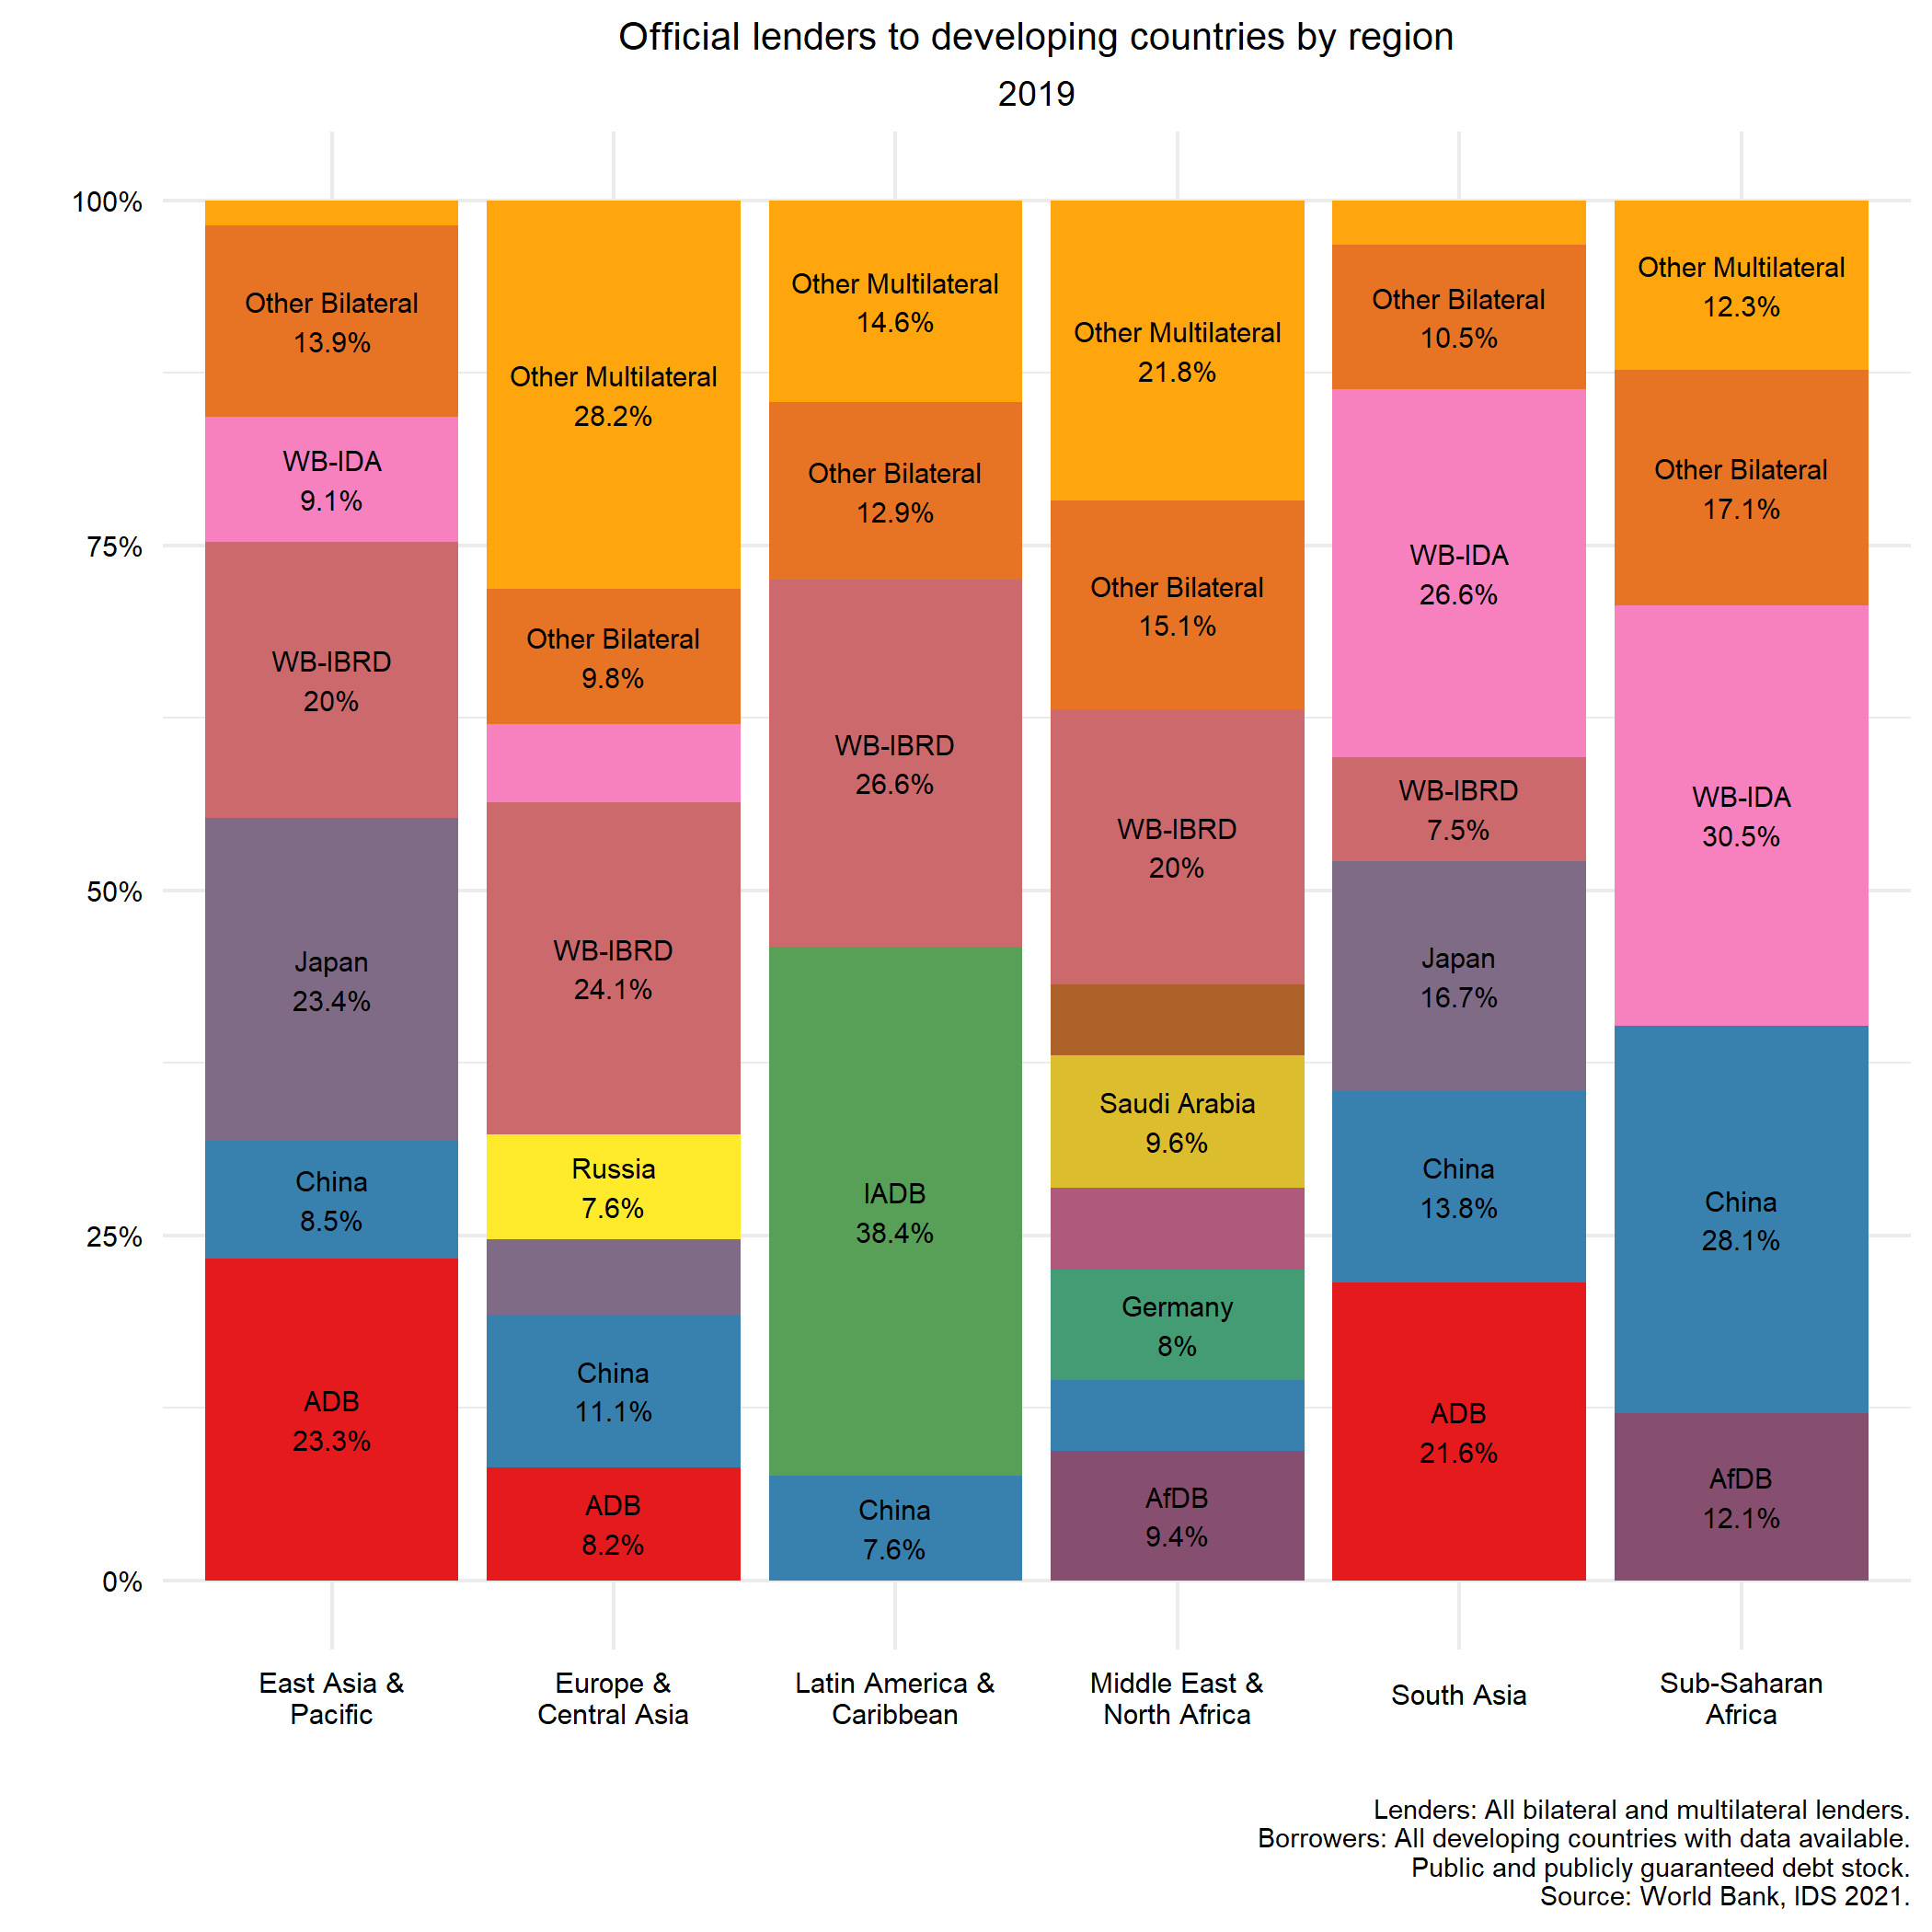 Official lenders to developing countries by region
2019
100%
75%
50%
25%
0%
Other Bilateral
13.9%
WB-IDA
9.1%
WB-IBRD
20%
Japan
23.4%
China
8.5%
ADB
23.3%
Other Multilateral
28.2%
Other Bilateral
9.8%
WB-IBRD
24.1%
Russia
7.6%
China
11.1%
ADB
8.2%
Other Multilateral
14.6%
Other Bilateral
12.9%
WB-IBRD
26.6%
IADB
38.4%
China
7.6%
Other Multilateral
21.8%
Other Bilateral
15.1%
WB-IBRD
20%
Saudi Arabia
9.6%
Germany
8%
AfDB
9.4%
Other Bilateral
10.5%
WB-IDA
26.6%
WB-IBRD
7.5%
Japan
16.7%
China
13.8%
ADB
21.6%
Other Multilateral
12.3%
Other Bilateral
17.1%
WB-IDA
30.5%
China
28.1%
AfDB
12.1%
East Asia &
Pacific
Europe &
Central Asia
Latin America &
Caribbean
Middle East &
North Africa
South Asia
Sub-Saharan
Africa
Lenders: All bilateral and multilateral lenders.
Borrowers: All developing countries with data available.
Public and publicly guaranteed debt stock.
Source: World Bank, IDS 2021.